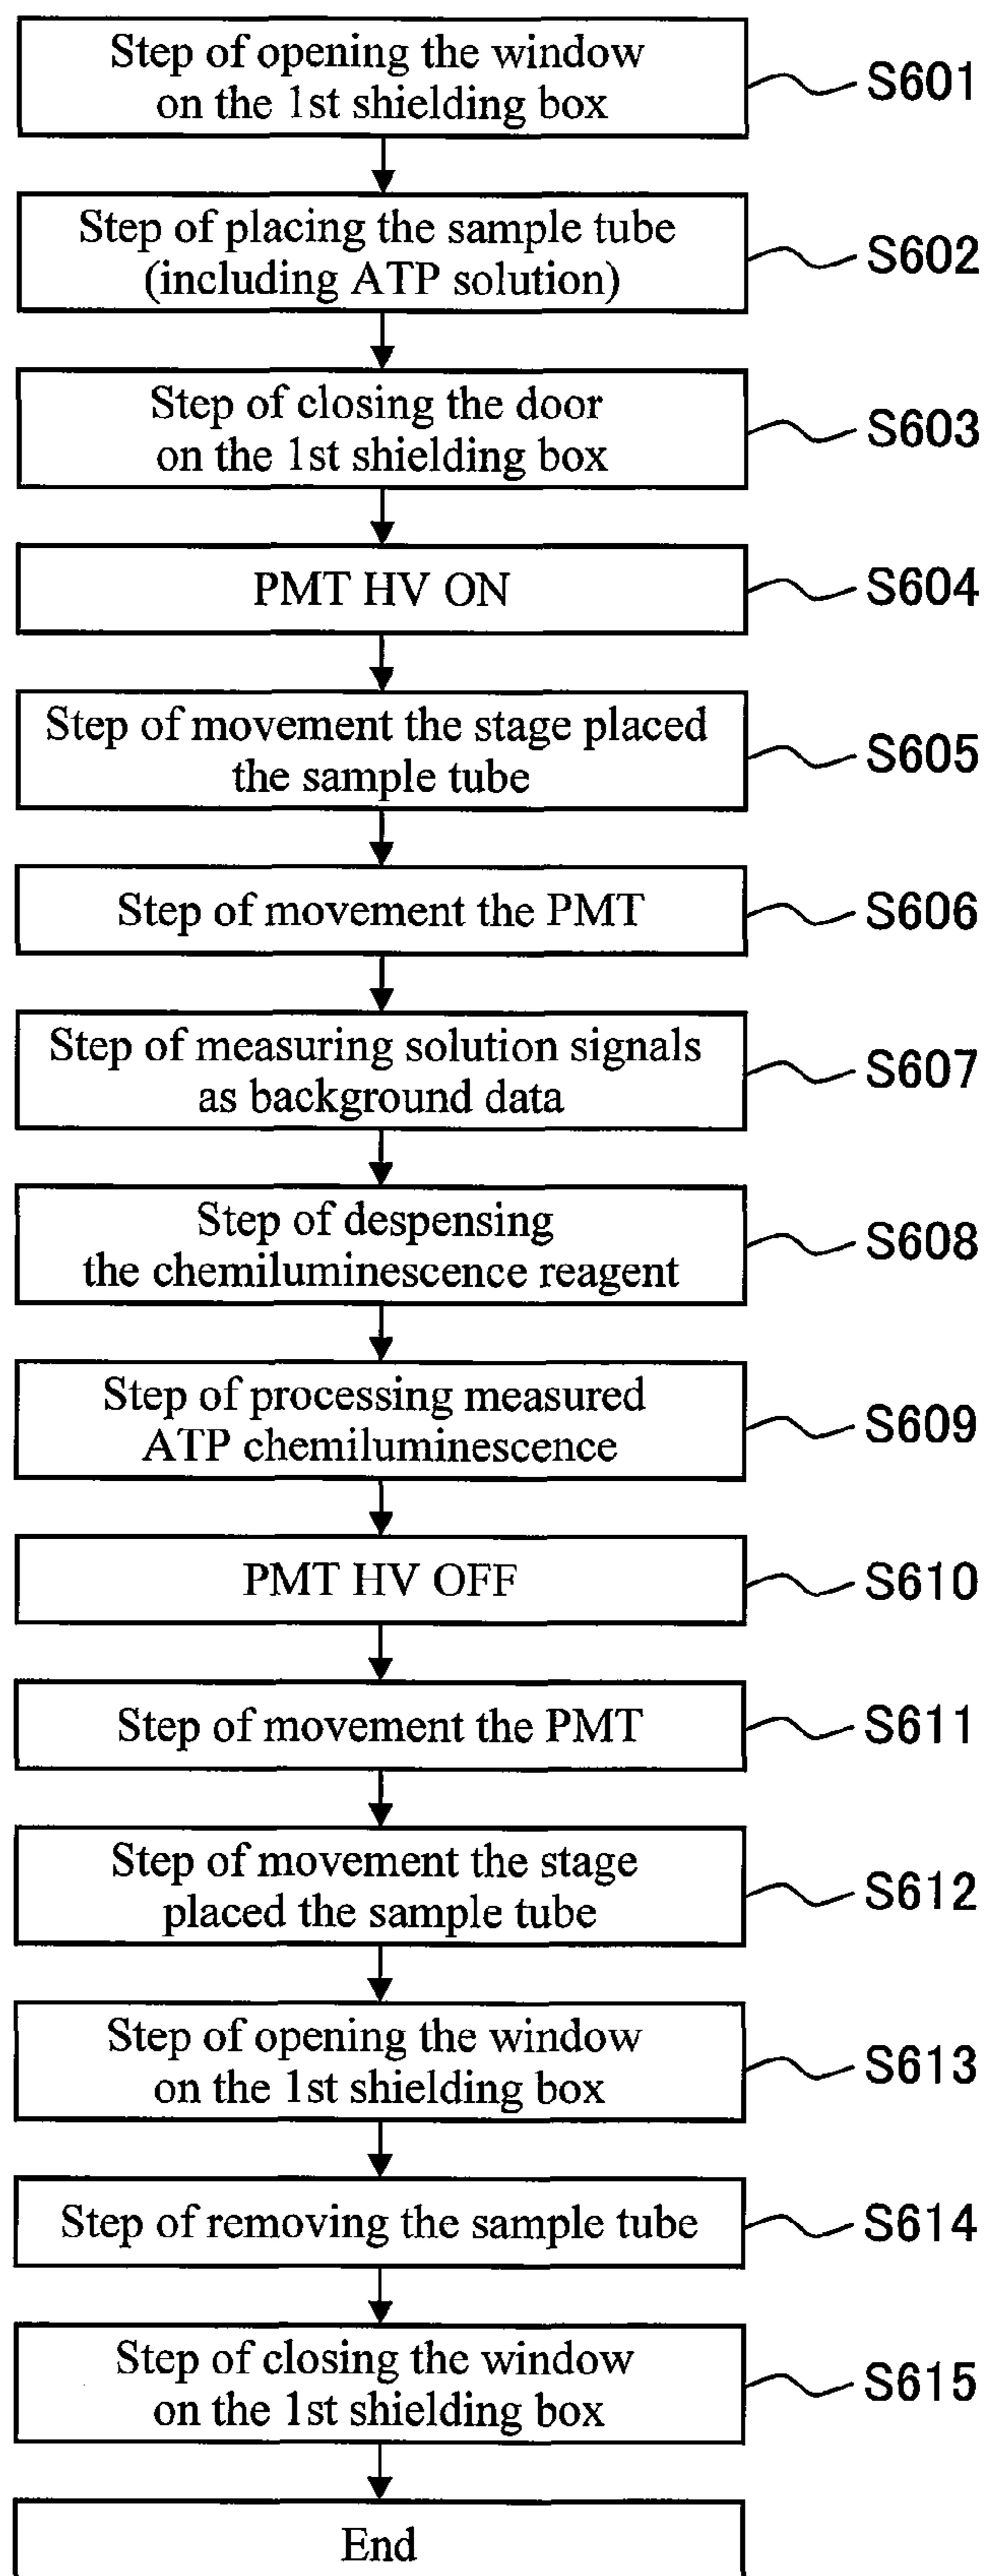 Step of opening the window
on the 1st shielding box
S601
Step of placing the sample tube
(including ATP solution)
S602
Step of closing the door
on the 1st shielding box
S603
PMT HV ON
S604
Step of movement the stage placed
the sample tube
S605
Step of movement the PMT
S606
Step of measuring solution signals
as background data
S607
Step of despensing
the chemiluminescence reagent
S608
Step of processing measured
ATP chemiluminescence
S609
PMT HV OFF
S610
Step of movement the PMT
S611
Step of movement the stage
placed the sample tube
S612
Step of opening the window
on the 1st shielding box
S613
Step of removing the sample tube
S614
Step of closing the window
on the 1st shielding box
S615
End